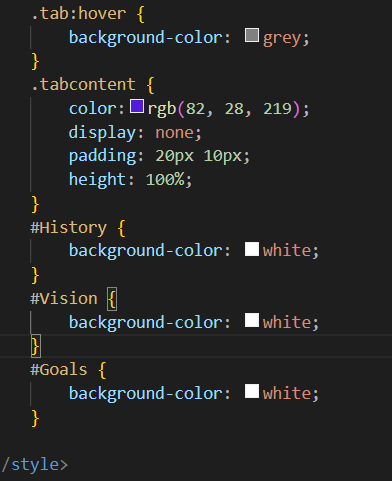 .tab:hover {
background-color: grey;
}
.tabcontent {
color: rgb(82, 28, 219);
display: none;
padding: 20px 10px;
height: 100%;
}
#History {
background-color: white;
}
#Vision {
background-color: white;
}
#Goals {
background-color: white;
}
/style>